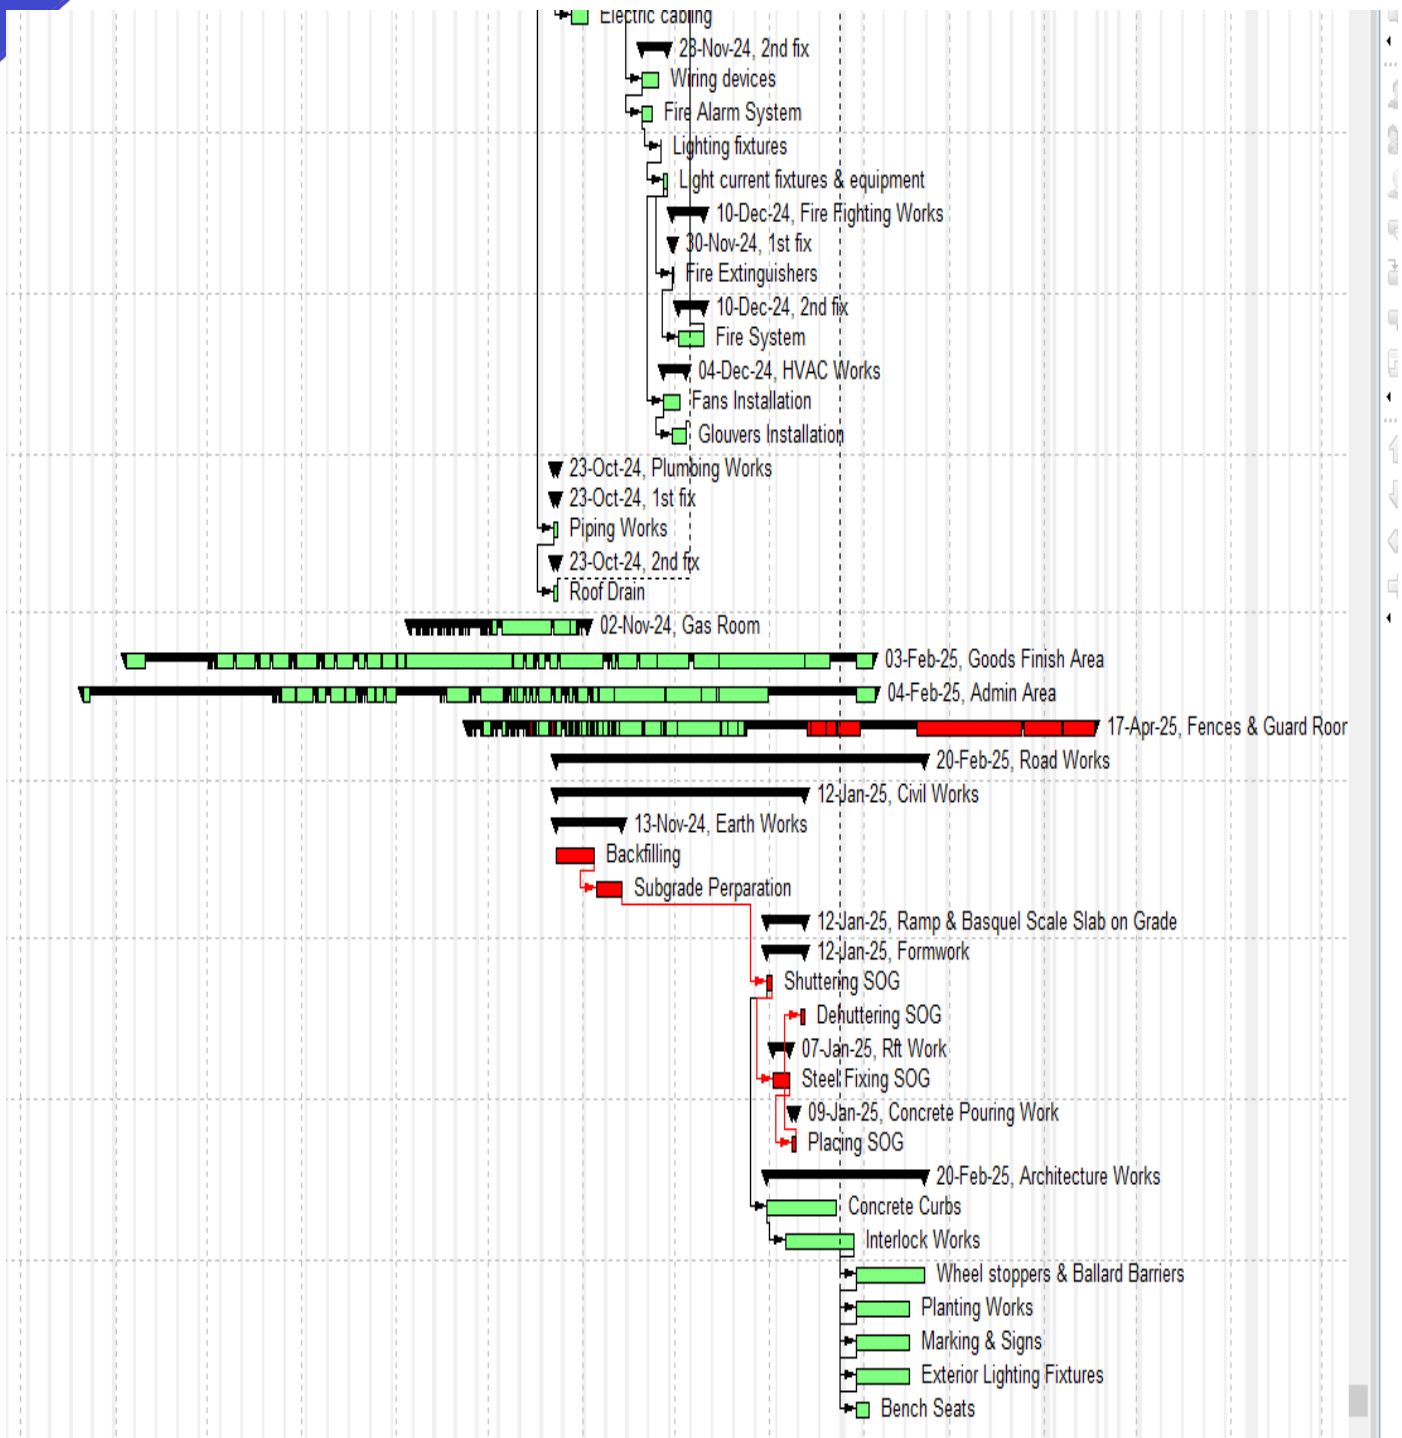 Electric cabling
28-Nov-24, 2nd fix
Wiring devices
Fire Alarm System
Lighting fixtures
Light current fixtures & equipment
10-Dec-24, Fire Fighting Works
30-Nov-24, 1st fix
Fire Extinguishers
10-Dec-24, 2nd fix
Fire System
04-Dec-24, HVAC Works
Fans Installation
Glouvers Installation
23-Oct-24, Plumbing Works
23-Oct-24, 1st fix
Piping Works
23-Oct-24, 2nd fix
Roof Drain
02-Nov-24, Gas Room
03-Feb-25, Goods Finish Area
04-Feb-25, Admin Area
17-Apr-25, Fences & Guard Roor
20-Feb-25, Road Works
12-Jan-25, Civil Works
13-Nov-24, Earth Works
Backfilling
Subgrade Perparation
12-Jan-25, Ramp & Basquel Scale Slab on Grade
12-Jan-25, Formwork
Shuttering SOG
Dehuttering SOG
07-Jan-25, Rft Work
Steel Fixing SOG
09-Jan-25, Concrete Pouring Work
Placing SOG
20-Feb-25, Architecture Works
Concrete Curbs
Interlock Works
Wheel stoppers & Ballard Barriers
Planting Works
Marking & Signs
Exterior Lighting Fixtures
Bench Seats